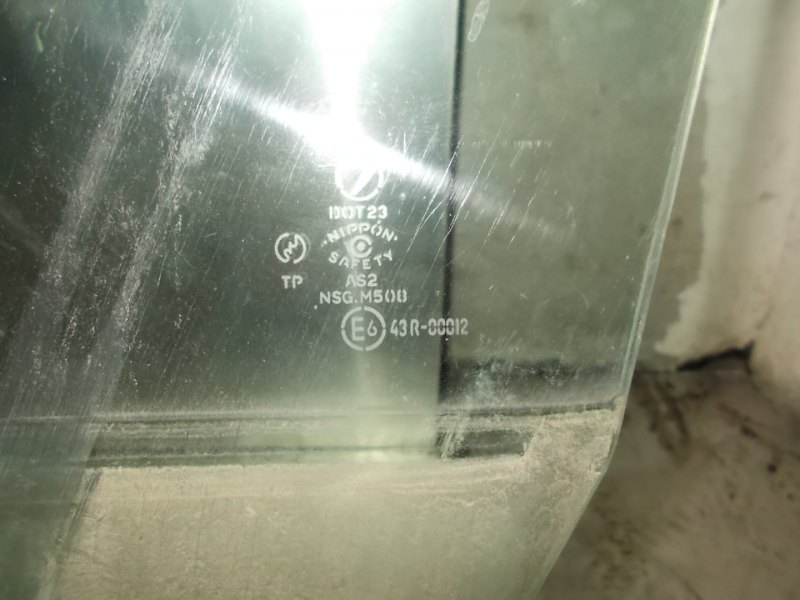 DOT23
NIPPON
SAFETY
TP
AS2
NSG.M500
E6 43R-00012